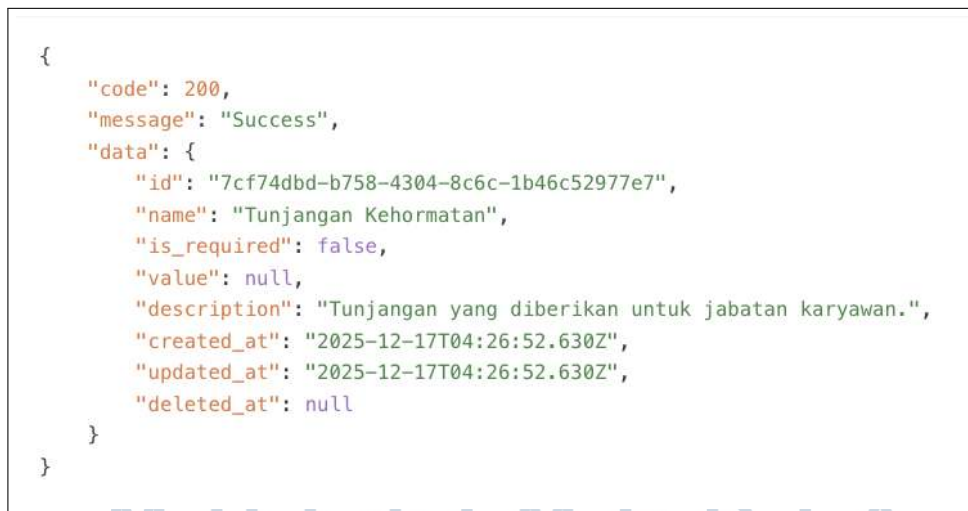 {
"code": 200,
"message": "Success",
"data": {
"id": "7cf74dbd-b758-4304-8c6c-1b46c52977e7",
"name": "Tunjangan Kehormatan",
"is_required": false,
"value": null,
"description": "Tunjangan yang diberikan untuk jabatan karyawan.",
"created_at": "2025-12-17T04:26:52.630Z",
"updated_at": "2025-12-17T04:26:52.630Z",
"deleted_at": null
}
}